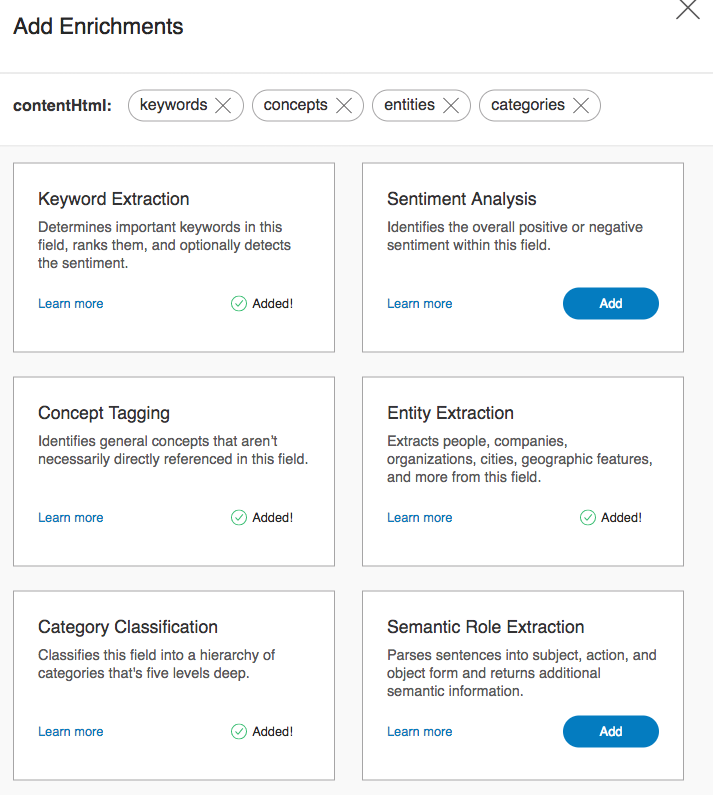 Add Enrichments
contentHtml: keywords concepts entities categories
Keyword Extraction
Determines important keywords in this
field, ranks them, and optionally detects
the sentiment.
Learn more Added!
Sentiment Analysis
Identifies the overall positive or negative
sentiment within this field.
Learn more Add
Concept Tagging
Identifies general concepts that aren't
necessarily directly referenced in this field.
Learn more Added!
Entity Extraction
Extracts people, companies,
organizations, cities, geographic features,
and more from this field.
Learn more Added!
Category Classification
Classifies this field into a hierarchy of
categories that's five levels deep.
Learn more Added!
Semantic Role Extraction
Parses sentences into subject, action, and
object form and returns additional
semantic information.
Learn more Add